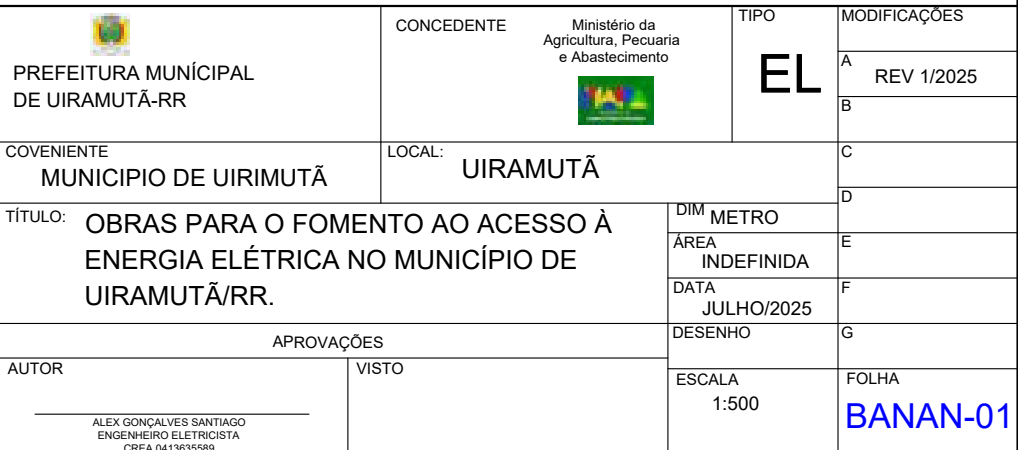 PREFEITURA MUNÍCIPAL
DE UIRAMUTÃ-RR
CONCEDENTE
Ministério da
Agricultura, Pecuaria
e Abastecimento
TIPO
EL
MODIFICAÇÕES
A
REV 1/2025
B
COVENIENTE
MUNICIPIO DE UIRIMUTÃ
LOCAL:
UIRAMUTÃ
C
D
TÍTULO:
OBRAS PARA O FOMENTO AO ACESSO À
ENERGIA ELÉTRICA NO MUNICÍPIO DE
UIRAMUTÃ/RR.
DIM
METRO
ÁREA
INDEFINIDA
E
DATA
JULHO/2025
F
APROVAÇÕES
DESENHO
G
AUTOR
VISTO
ESCALA
1:500
FOLHA
BANAN-01
ALEX GONÇALVES SANTIAGO
ENGENHEIRO ELETRICISTA
CREA 0413635589